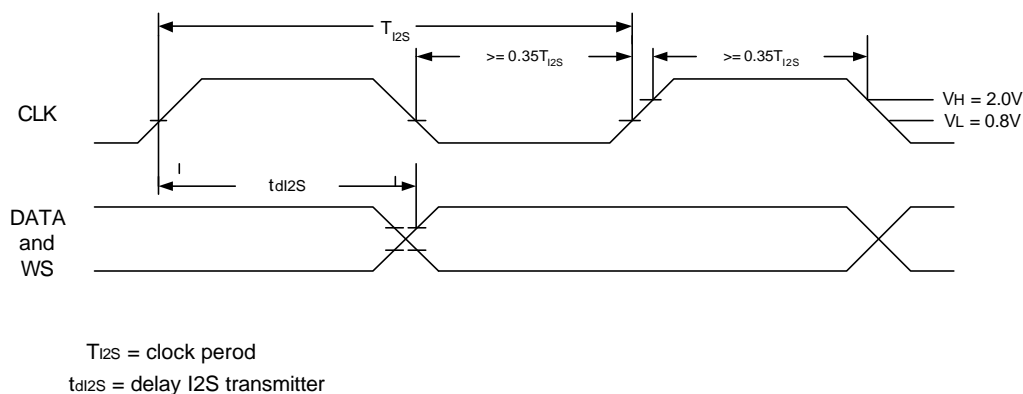 TI2S
>= 0.35TI2S
>= 0.35TI2S
CLK
VH = 2.0V
VL = 0.8V
tdI2S
DATA
and
WS
TI2S = clock perod
tdI2S = delay I2S transmitter